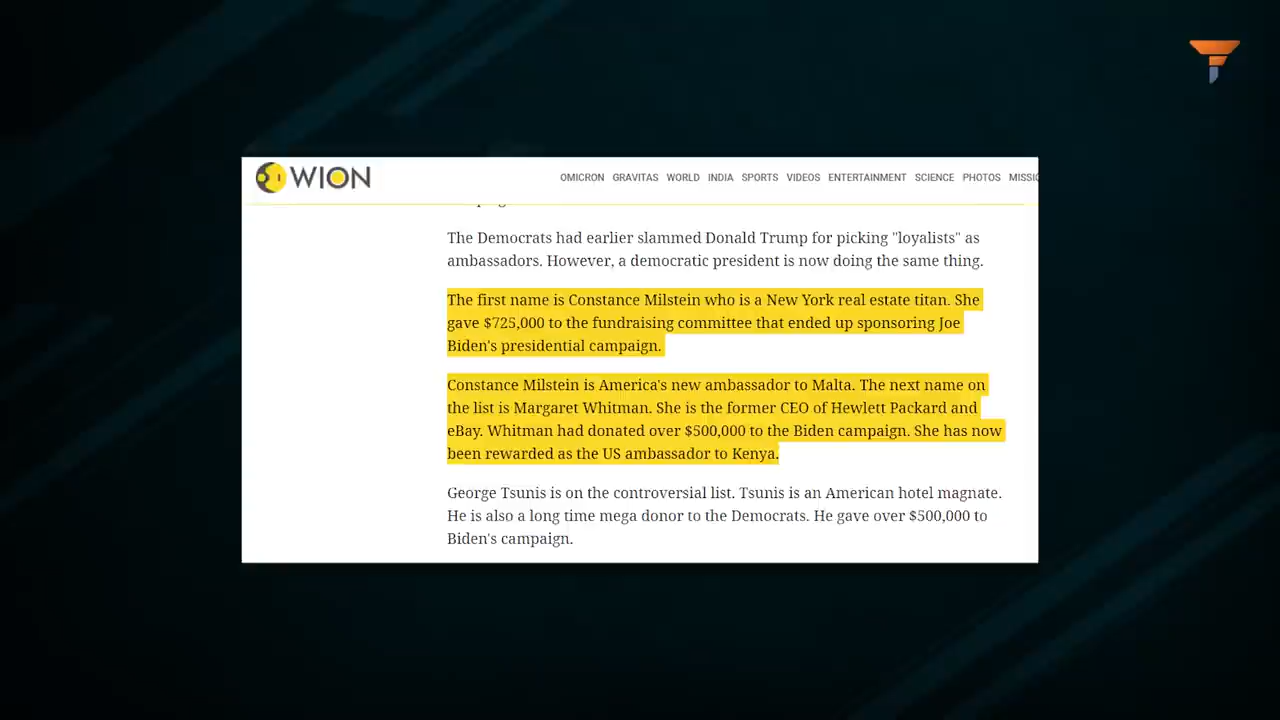 WION
OMICRON GRAVITAS WORLD INDIA SPORTS VIDEOS ENTERTAINMENT SCIENCE PHOTOS
The Democrats had earlier slammed Donald Trump for picking "loyalists" as
ambassadors. However, a democratic president is now doing the same thing.
The first name is Constance Milstein who is a New York real estate titan. She
gave $725,000 to the fundraising committee that ended up sponsoring Joe
Biden's presidential campaign.
Constance Milstein is America's new ambassador to Malta. The next name on
the list is Margaret Whitman. She is the former CEO of Hewlett Packard and
eBay. Whitman had donated over $500,000 to the Biden campaign. She has now
been rewarded as the US ambassador to Kenya.
George Tsunis is on the controversial list. Tsunis is an American hotel magnate.
He is also a long time mega donor to the Democrats. He gave over $500,000 to
Biden's campaign.